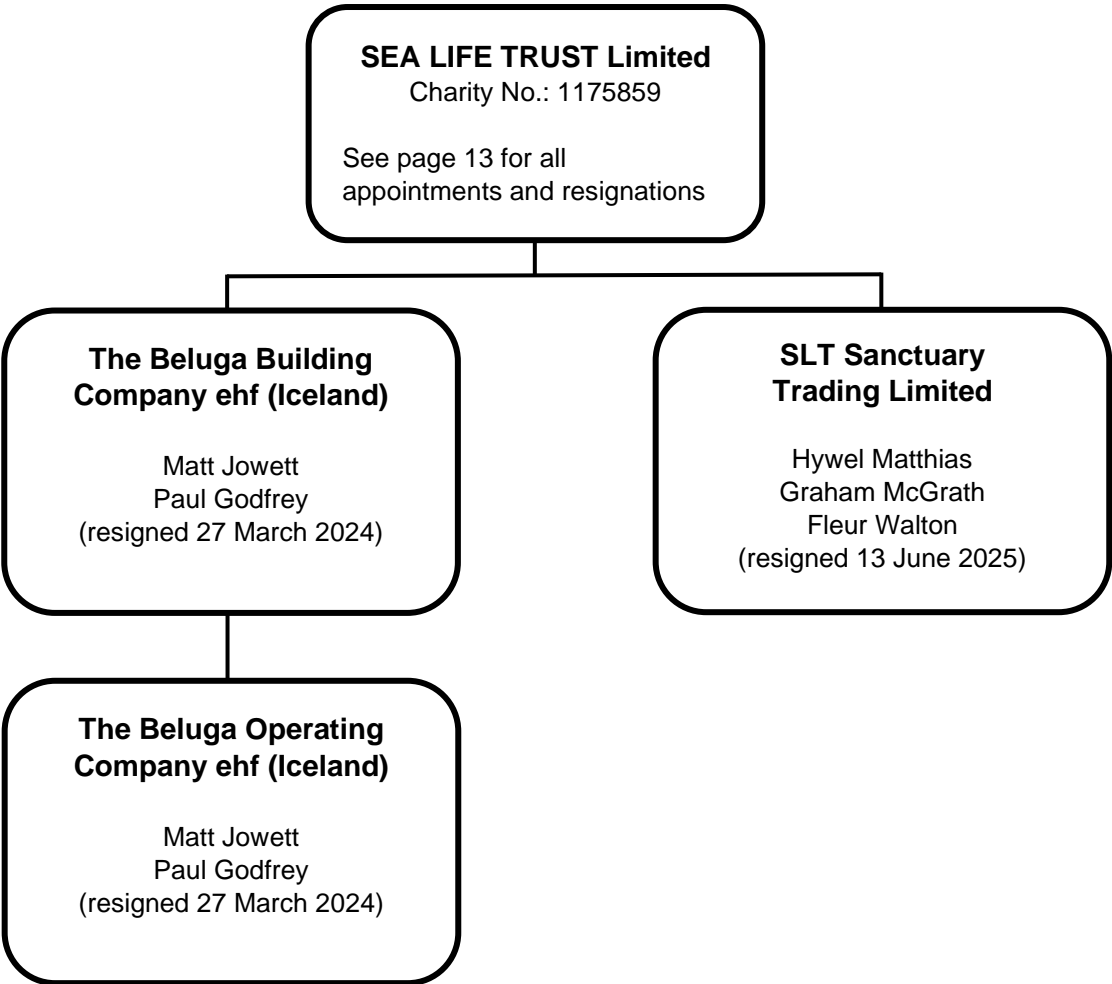 SEA LIFE TRUST Limited
Charity No.: 1175859
See page 13 for all
appointments and resignations
The Beluga Building
Company ehf (Iceland)
Matt Jowett
Paul Godfrey
(resigned 27 March 2024)
SLT Sanctuary
Trading Limited
Hywel Matthias
Graham McGrath
Fleur Walton
(resigned 13 June 2025)
The Beluga Operating
Company ehf (Iceland)
Matt Jowett
Paul Godfrey
(resigned 27 March 2024)